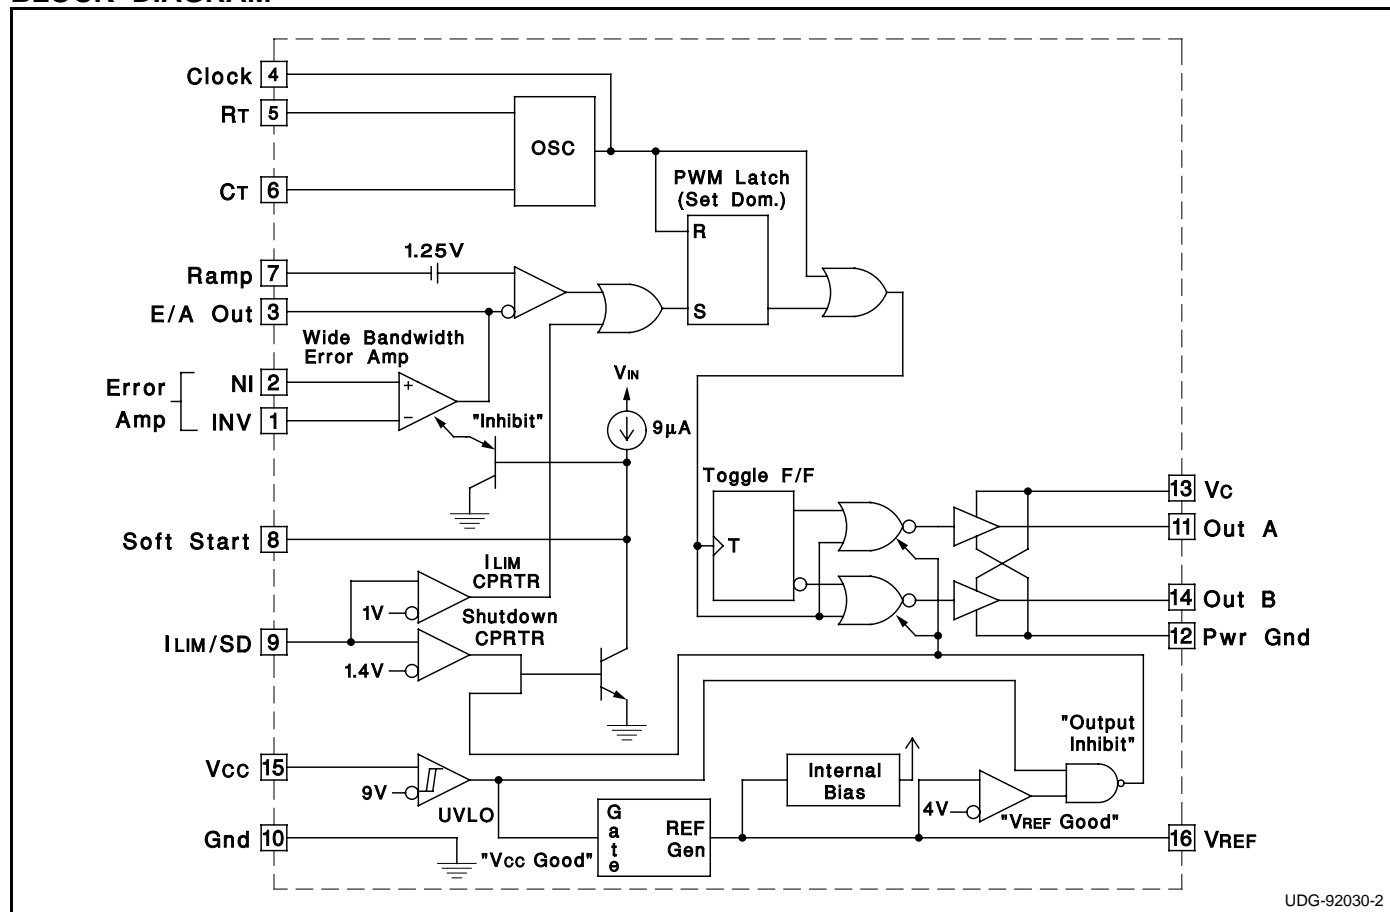 BLOCK DIAGRAM
Clock 4
RT 5
CT 6
OSC
PWM Latch
(Set Dom.)
R
S
1.25V
Ramp 7
E/A Out 3
Wide Bandwidth
Error Amp
Error
Amp
NI 2
INV 1
+
−
"Inhibit"
VIN
9µA
Toggle F/F
T
13 VC
11 Out A
14 Out B
12 Pwr Gnd
Soft Start 8
ILIM
CPRTR
1V
Shutdown
CPRTR
ILIM/SD 9
1.4V
"Output
Inhibit"
VCC 15
9V
UVLO
Internal
Bias
4V
"VREF Good"
Gnd 10
"VCC Good"
Gate
REF
Gen
16 VREF
UDG-92030-2